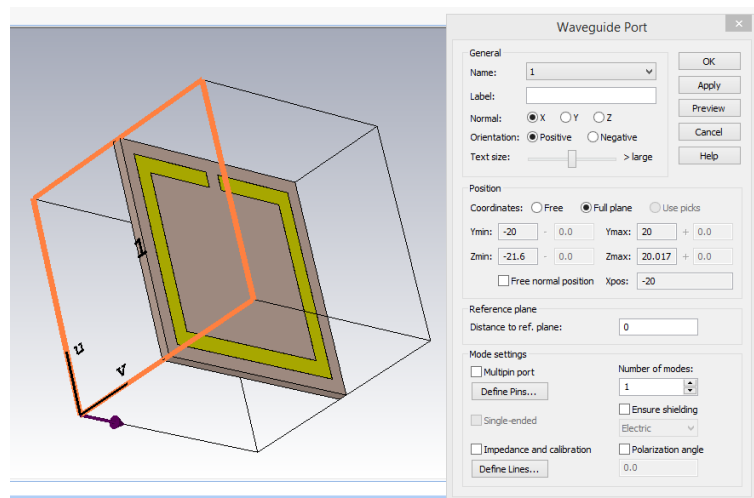 1
u
v
Waveguide Port
General
Name: 1
Label:
Normal: X Y Z
Orientation: Positive Negative
Text size: > large
OK
Apply
Preview
Cancel
Help
Position
Coordinates: Free Full plane Use picks
Ymin: -20 - 0.0 Ymax: 20 + 0.0
Zmin: -21.6 - 0.0 Zmax: 20.017 + 0.0
Free normal position Xpos: -20
Reference plane
Distance to ref. plane: 0
Mode settings
Multipin port
Define Pins...
Single-ended
Impedance and calibration
Define Lines...
Number of modes:
1
Ensure shielding
Electric
Polarization angle
0.0